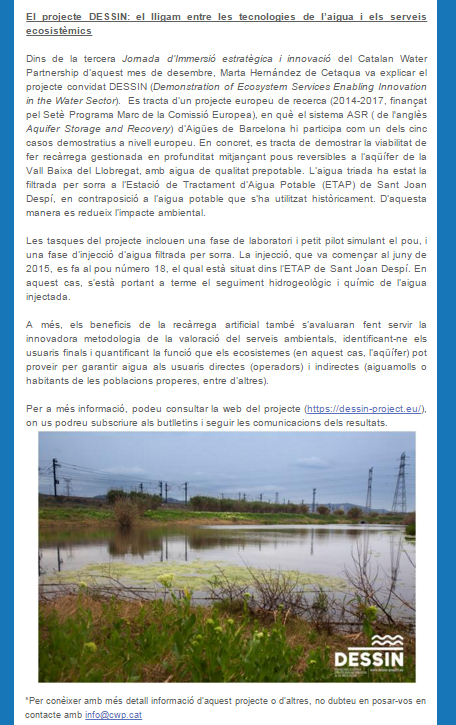 El projecte DESSIN: el lligam entre les tecnologies de l'aigua i els serveis
ecosistèmics
Dins de la tercera Jornada d'Immersió estratègica i innovació del Catalan Water
Partnership d'aquest mes de desembre, Marta Hernández de Cetaqua va explicar el
projecte convidat DESSIN (Demonstration of Ecosystem Services Enabling Innovation
in the Water Sector). Es tracta d'un projecte europeu de recerca (2014-2017, finançat
pel Setè Programa Marc de la Comissió Europea), en què el sistema ASR ( de l'anglès
Aquifer Storage and Recovery) d'Aigües de Barcelona hi participa com un dels cinc
casos demostratius a nivell europeu. En concret, es tracta de demostrar la viabilitat de
fer recàrrega gestionada en profunditat mitjançant pous reversibles a l'aqüífer de la
Vall Baixa del Llobregat, amb aigua de qualitat prepotable. L'aigua triada ha estat la
filtrada per sorra a l'Estació de Tractament d'Aigua Potable (ETAP) de Sant Joan
Despí, en contraposició a l'aigua potable que s'ha utilitzat històricament. D'aquesta
manera es redueix l'impacte ambiental.
Les tasques del projecte inclouen una fase de laboratori i petit pilot simulant el pou, i
una fase d'injecció d'aigua filtrada per sorra. La injecció, que va començar al juny de
2015, es fa al pou número 18, el qual està situat dins l'ETAP de Sant Joan Despí. En
aquest cas, s'està portant a terme el seguiment hidrogeològic i químic de l'aigua
injectada.
A més, els beneficis de la recàrrega artificial també s'avaluaran fent servir la
innovadora metodologia de la valoració del serveis ambientals, identificant-ne els
usuaris finals i quantificant la funció que els ecosistemes (en aquest cas, l'aqüífer) pot
proveir per garantir aigua als usuaris directes (operadors) i indirectes (aiguamolls o
habitants de les poblacions properes, entre d'altres).
Per a més informació, podeu consultar la web del projecte (https://dessin-project.eu/),
on us podreu subscriure als butlletins i seguir les comunicacions dels resultats.
DESSIN
*Per conèixer amb més detall informació d'aquest projecte o d'altres, no dubteu en posar-vos en
contacte amb info@cwp.cat